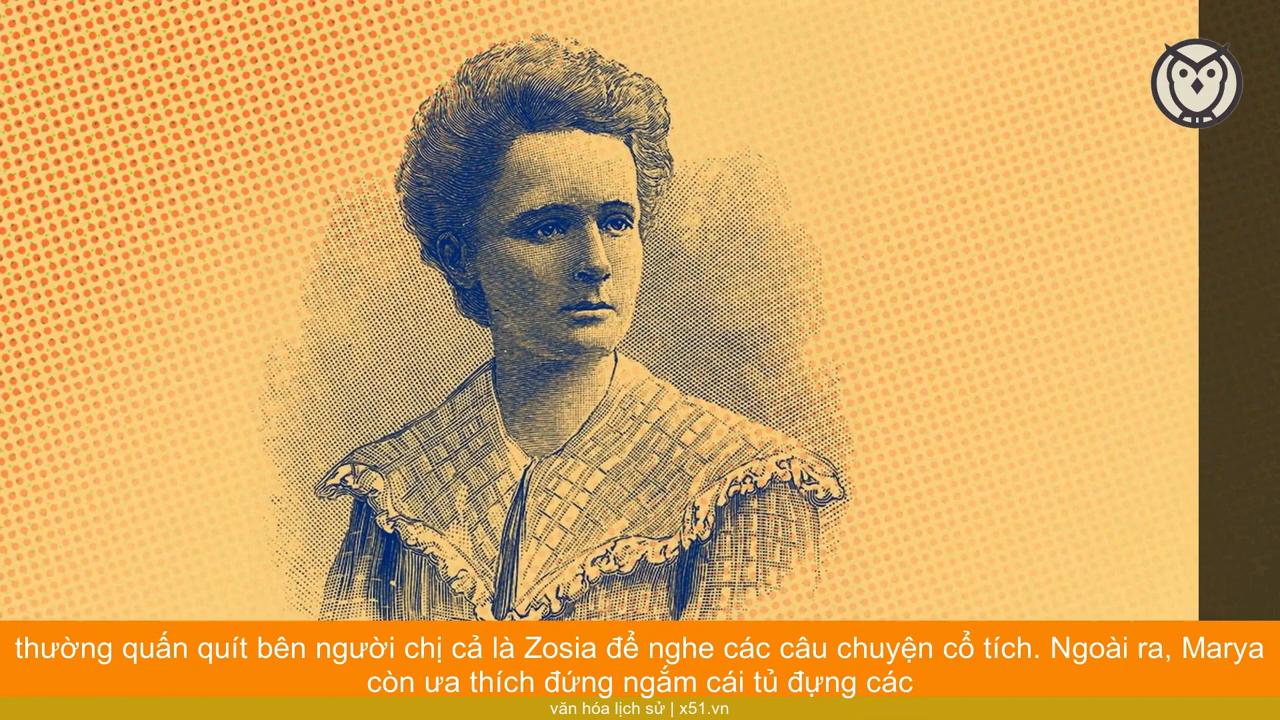 thường quấn quít bên người chị cả là Zosia để nghe các câu chuyện cổ tích. Ngoài ra, Marya
còn ưa thích đứng ngắm cái tủ đựng các
văn hóa lịch sử | x51.vn